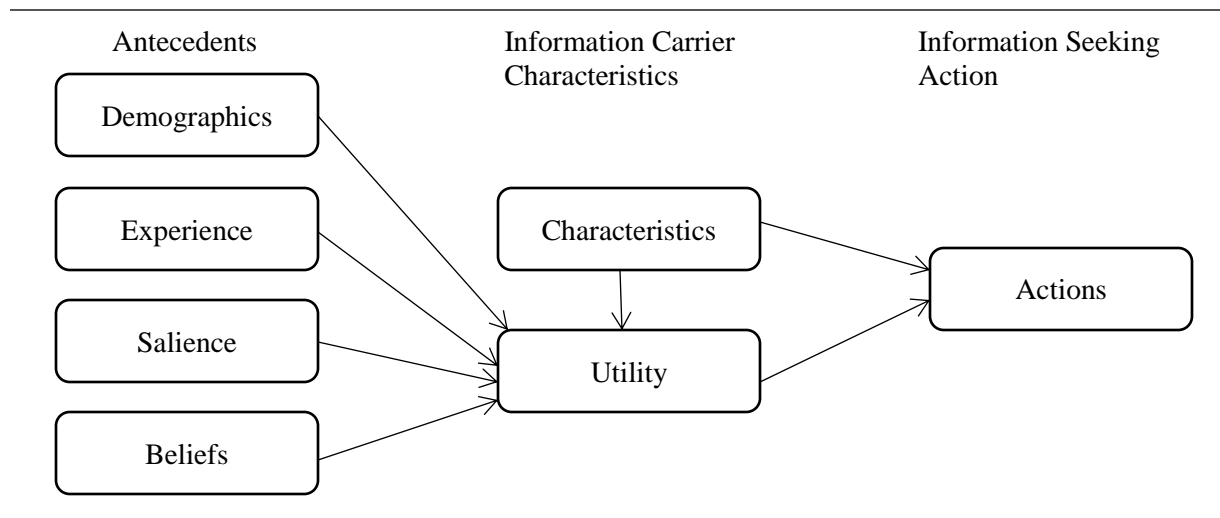 Antecedents
Information Carrier
Characteristics
Information Seeking
Action
Demographics
Experience
Salience
Beliefs
Characteristics
Utility
Actions